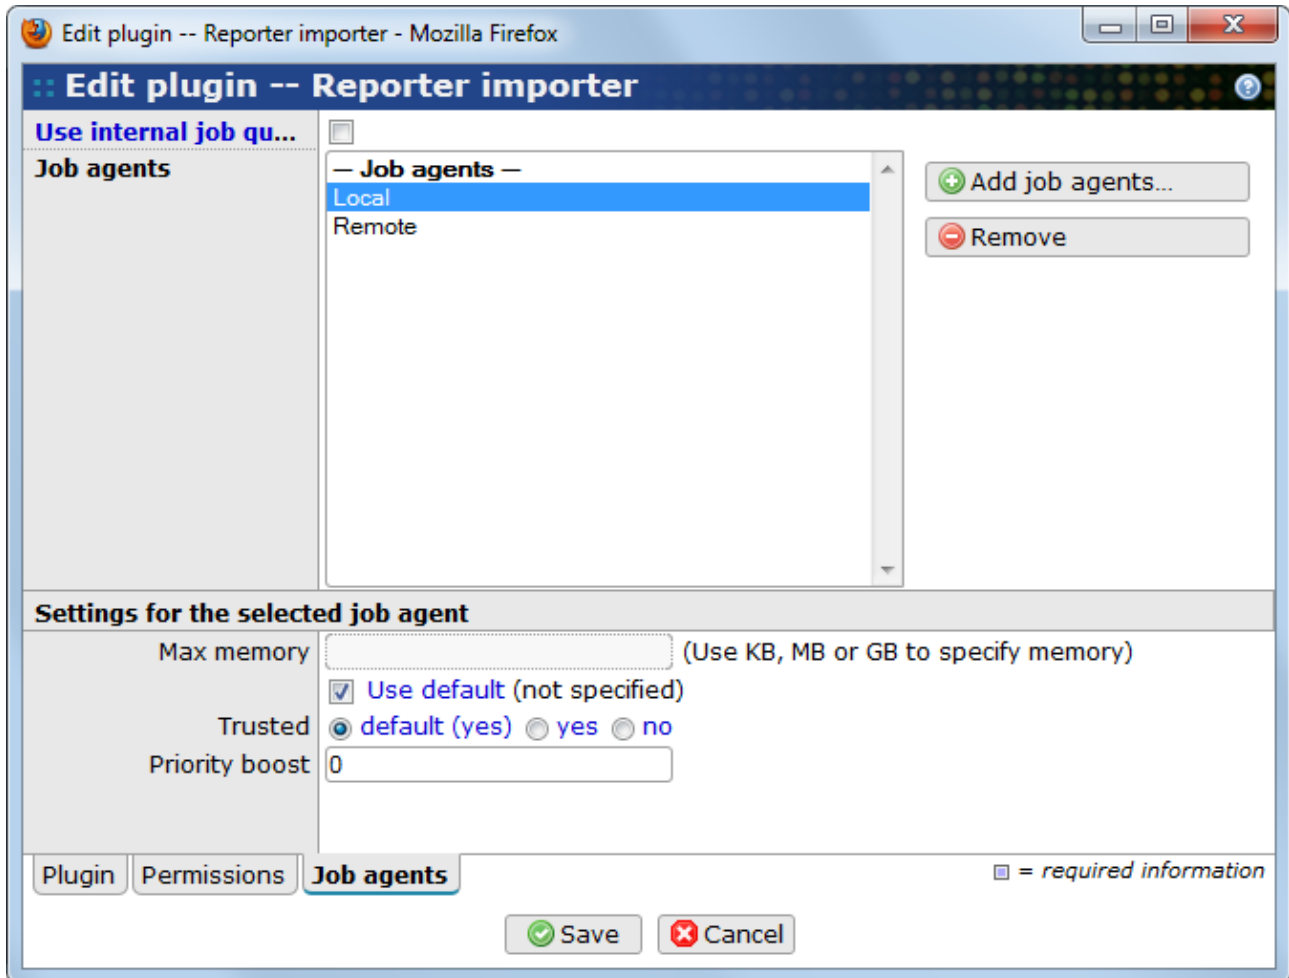 Edit plugin -- Reporter importer - Mozilla Firefox
:: Edit plugin -- Reporter importer
Use internal job qu...
Job agents
— Job agents —
Local
Remote
Add job agents...
Remove
Settings for the selected job agent
Max memory (Use KB, MB or GB to specify memory)
Use default (not specified)
Trusted default (yes) yes no
Priority boost 0
Plugin Permissions Job agents = required information
Save Cancel